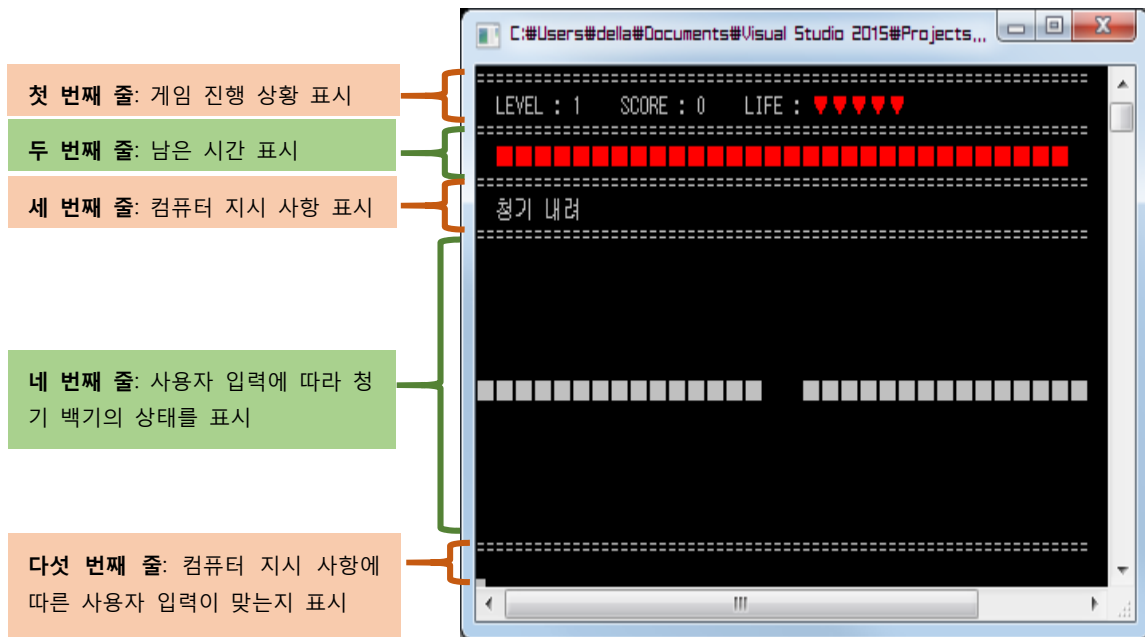 C:₩Users₩della₩Documents₩Visual Studio 2015₩Projects...
첫 번째 줄: 게임 진행 상황 표시
LEVEL : 1 SCORE : 0 LIFE : ♥♥♥♥♥
두 번째 줄: 남은 시간 표시
세 번째 줄: 컴퓨터 지시 사항 표시
청기 내려
네 번째 줄: 사용자 입력에 따라 청
기 백기의 상태를 표시
다섯 번째 줄: 컴퓨터 지시 사항에
따른 사용자 입력이 맞는지 표시